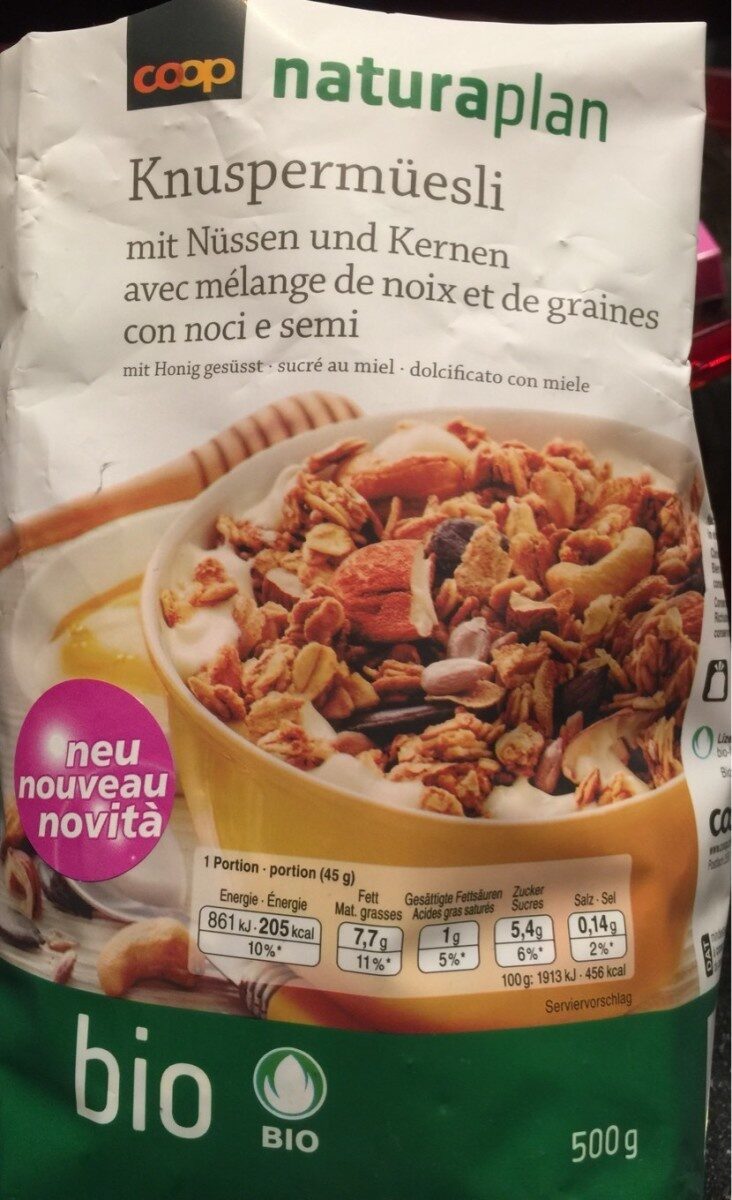 coop naturaplan
Knuspermüesli
mit Nüssen und Kernen
avec mélange de noix et de graines
con noci e semi
mit Honig gesüsst · sucré au miel · dolcificato con miele
neu
nouveau
novità
1 Portion · portion (45 g)
Energie · Énergie
861 kJ · 205 kcal
10%*
Fett
Mat. grasses
7,7g
11%*
Gesättigte Fettsäuren
Acides gras saturés
1g
5%*
Zucker
Sucres
5,4g
6%*
Salz · Sel
0,14g
2%*
100g: 1913 kJ · 456 kcal
Serviervorschlag
bio
BIO
500g